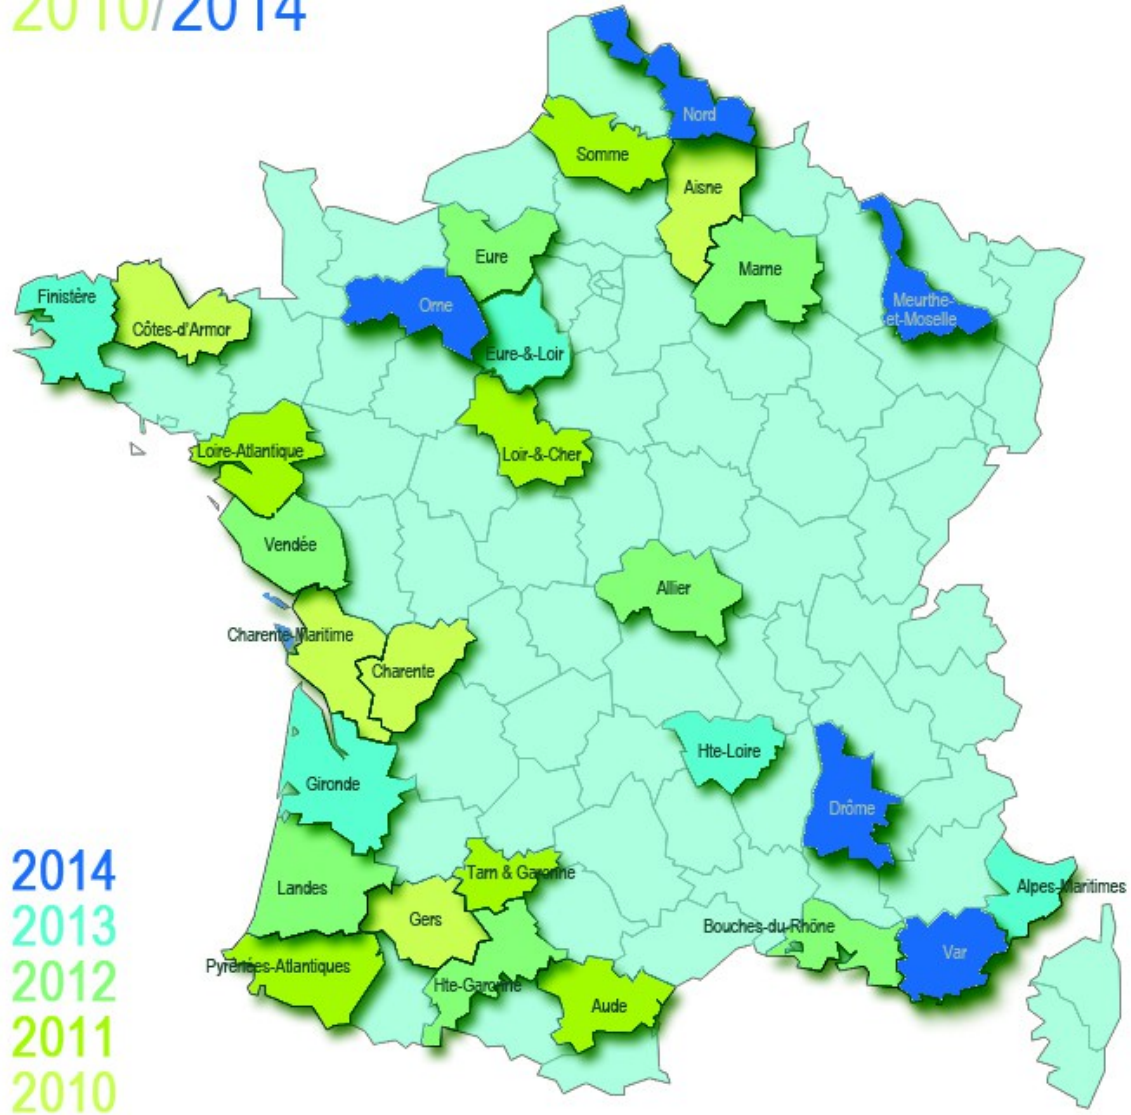 2010/2014
Nord
Somme
Aisne
Eure
Marne
Finistère
Côtes-d'Armor
Orne
Meurthe-
et-Moselle
Eure-&-Loir
Loire-Atlantique
Loir-&-Cher
Vendée
Allier
Charente-Maritime
Charente
Hte-Loire
Gironde
Drôme
2014
Tarn & Garonne
Landes
Alpes-Maritimes
2013
Gers
Bouches-du-Rhône
Var
Pyrénées-Atlantiques
2012
Hte-Garonne
Aude
2011
2010